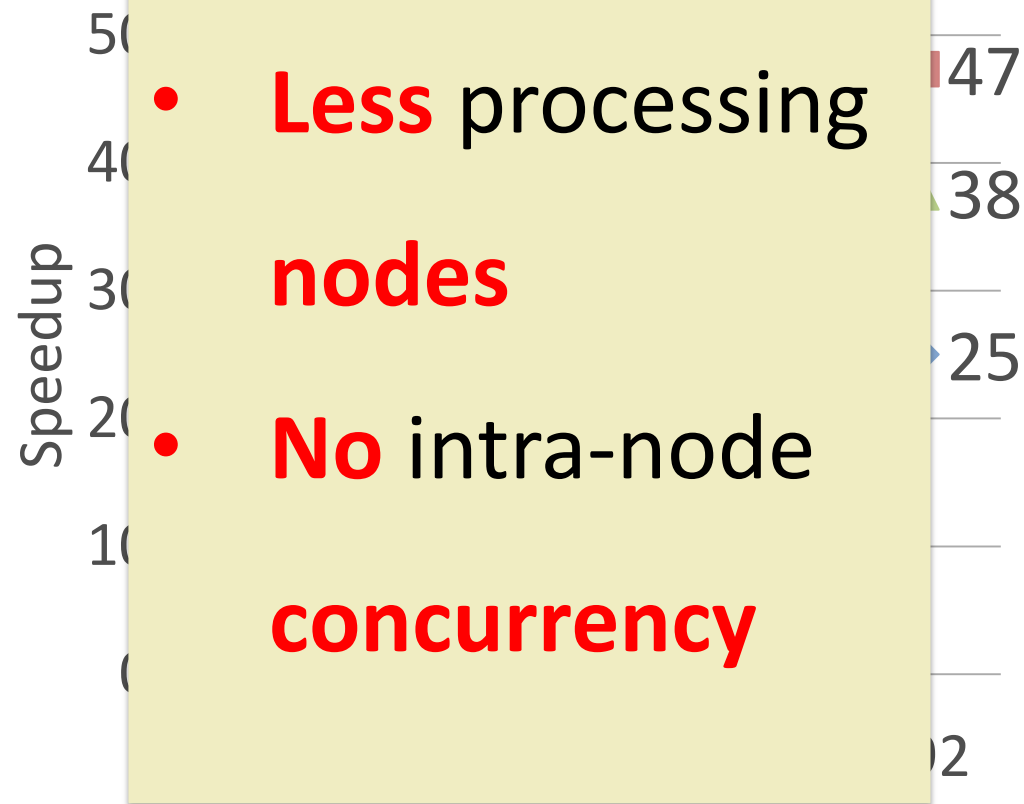 Speedup
• Less processing
nodes
• No intra-node
concurrency
47
38
25